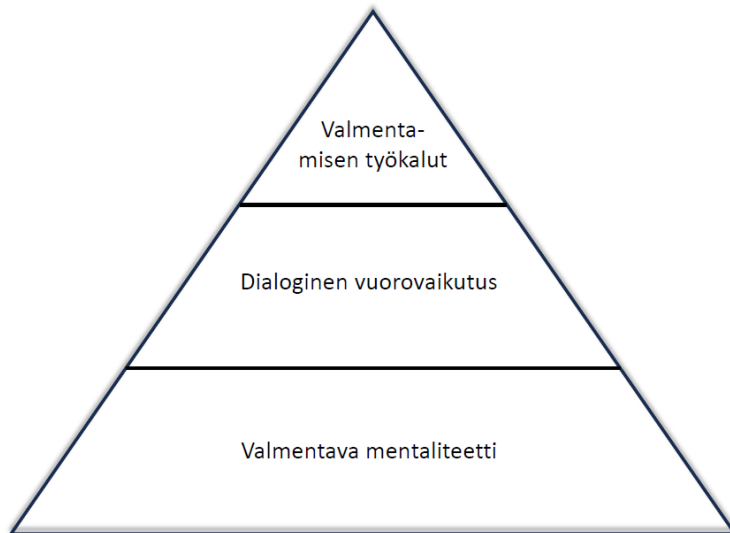 Valmenta-
misen työkalut
Dialoginen vuorovaikutus
Valmentava mentaliteetti